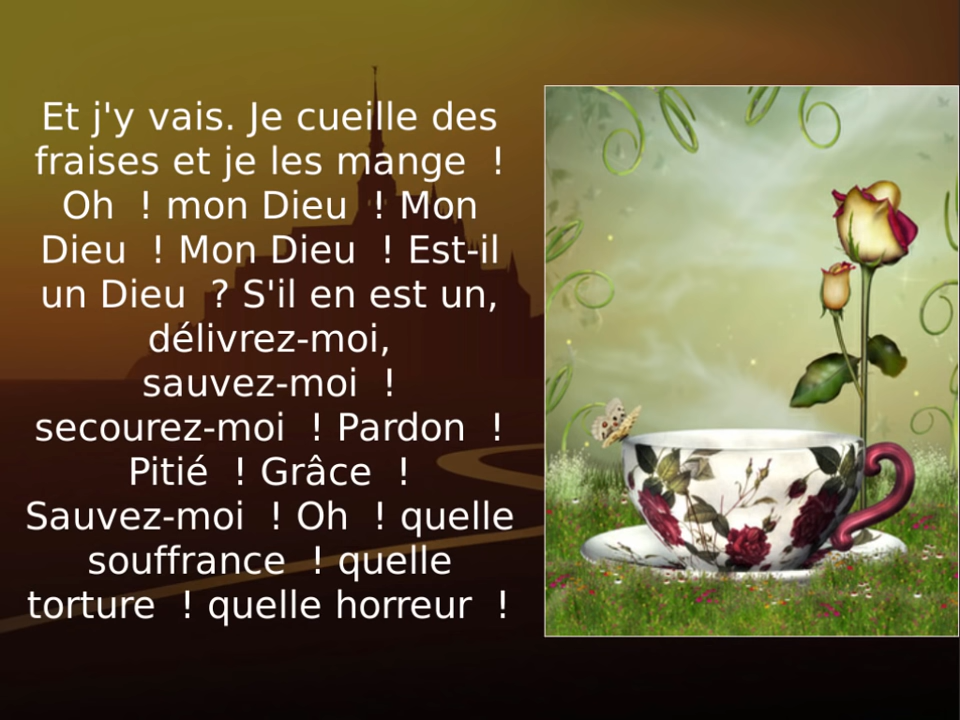 Et j'y vais. Je cueille des
fraises et je les mange  !
Oh  ! mon Dieu  ! Mon
Dieu  ! Mon Dieu  ! Est-il
un Dieu  ? S'il en est un,
délivrez-moi,
sauvez-moi  !
secourez-moi  ! Pardon  !
Pitié  ! Grâce  !
Sauvez-moi  ! Oh  ! quelle
souffrance  ! quelle
torture  ! quelle horreur  !